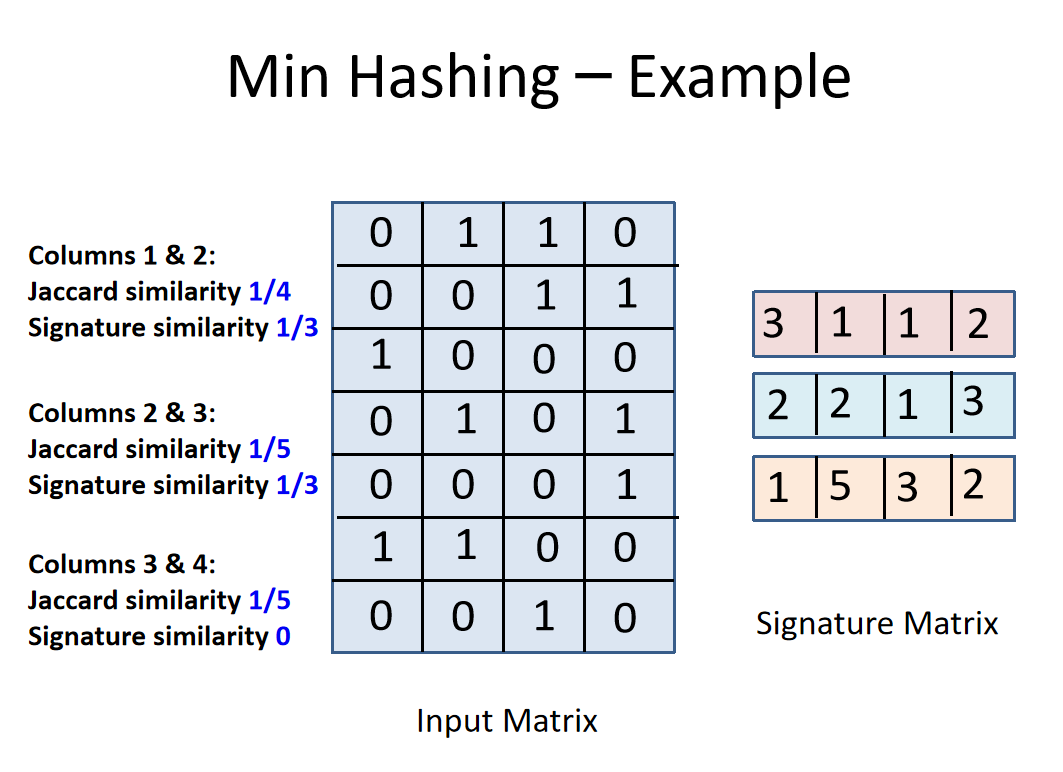 Min Hashing – Example
Columns 1 & 2:
Jaccard similarity 1/4
Signature similarity 1/3
Columns 2 & 3:
Jaccard similarity 1/5
Signature similarity 1/3
Columns 3 & 4:
Jaccard similarity 1/5
Signature similarity 0
0 1 1 0
0 0 1 1
1 0 0 0
0 1 0 1
0 0 0 1
1 1 0 0
0 0 1 0
Input Matrix
3 1 1 2
2 2 1 3
1 5 3 2
Signature Matrix